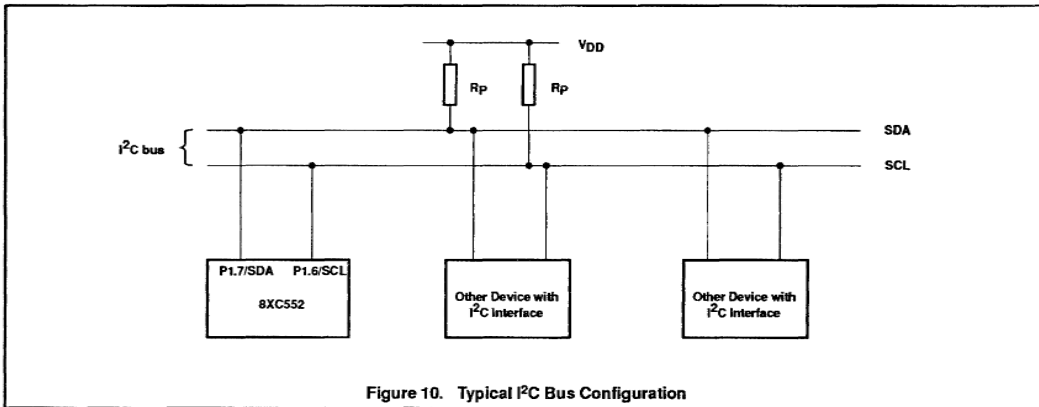 VDD
RP RP
SDA
I²C bus
SCL
P1.7/SDA P1.6/SCL
8XC552
Other Device with
I²C Interface
Other Device with
I²C Interface
Figure 10. Typical I²C Bus Configuration